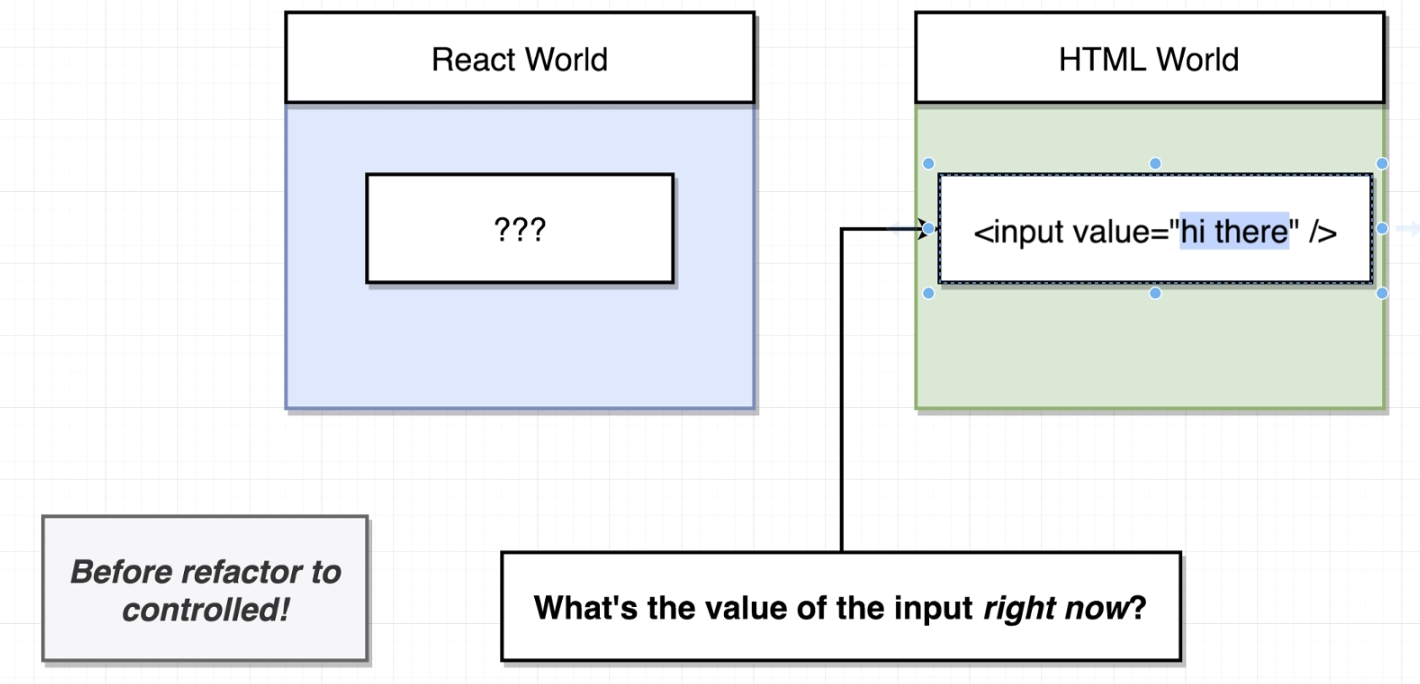 React World
HTML World
???
<input value="hi there" />
Before refactor to
controlled!
What's the value of the input right now?